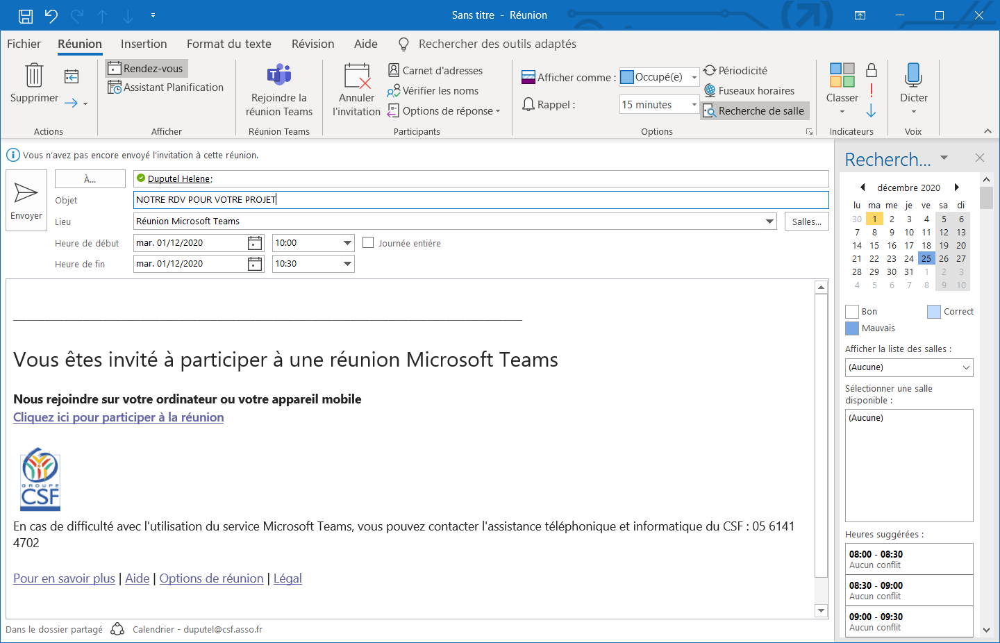 Sans titre - Réunion
Fichier Réunion Insertion Format du texte Révision Aide Rechercher des outils adaptés
Supprimer
Actions
Rendez-vous
Assistant Planification
Afficher
Rejoindre la
réunion Teams
Réunion Teams
Annuler
l'invitation
Carnet d'adresses
Vérifier les noms
Options de réponse
Participants
Afficher comme : Occupé(e)
Rappel : 15 minutes
Périodicité
Fuseaux horaires
Recherche de salle
Options
Classer
Indicateurs
Dicter
Voix
Vous n'avez pas encore envoyé l'invitation à cette réunion.
Envoyer
À... Duputel Helene;
Objet NOTRE RDV POUR VOTRE PROJET
Lieu Réunion Microsoft Teams Salles...
Heure de début mar. 01/12/2020 10:00 Journée entière
Heure de fin mar. 01/12/2020 10:30
Vous êtes invité à participer à une réunion Microsoft Teams
Nous rejoindre sur votre ordinateur ou votre appareil mobile
Cliquez ici pour participer à la réunion
GROUPE
CSF
En cas de difficulté avec l'utilisation du service Microsoft Teams, vous pouvez contacter l'assistance téléphonique et informatique du CSF : 05 6141
4702
Pour en savoir plus | Aide | Options de réunion | Légal
Dans le dossier partagé Calendrier - duputel@csf.asso.fr
Recherch...
décembre 2020
lu ma me je ve sa di
30 1 2 3 4 5 6
7 8 9 10 11 12 13
14 15 16 17 18 19 20
21 22 23 24 25 26 27
28 29 30 31 1 2 3
4 5 6 7 8 9 10
Bon Correct
Mauvais
Afficher la liste des salles :
(Aucune)
Sélectionner une salle
disponible :
(Aucune)
Heures suggérées :
08:00 - 08:30
Aucun conflit
08:30 - 09:00
Aucun conflit
09:00 - 09:30
Aucun conflit